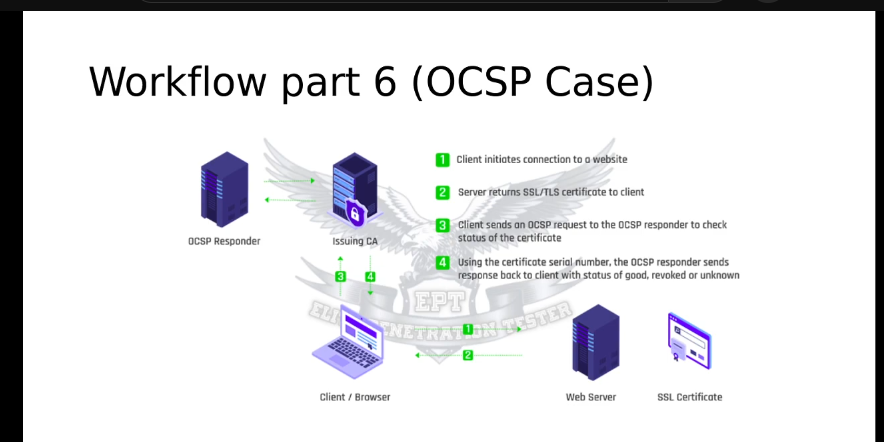 Workflow part 6 (OCSP Case)
1 Client initiates connection to a website
2 Server returns SSL/TLS certificate to client
3 Client sends an OCSP request to the OCSP responder to check
status of the certificate
4 Using the certificate serial number, the OCSP responder sends
response back to client with status of good, revoked or unknown
OCSP Responder
Issuing CA
3 4
EPT
ELITE PENETRATION TESTER
1
2
Client / Browser
Web Server
SSL Certificate